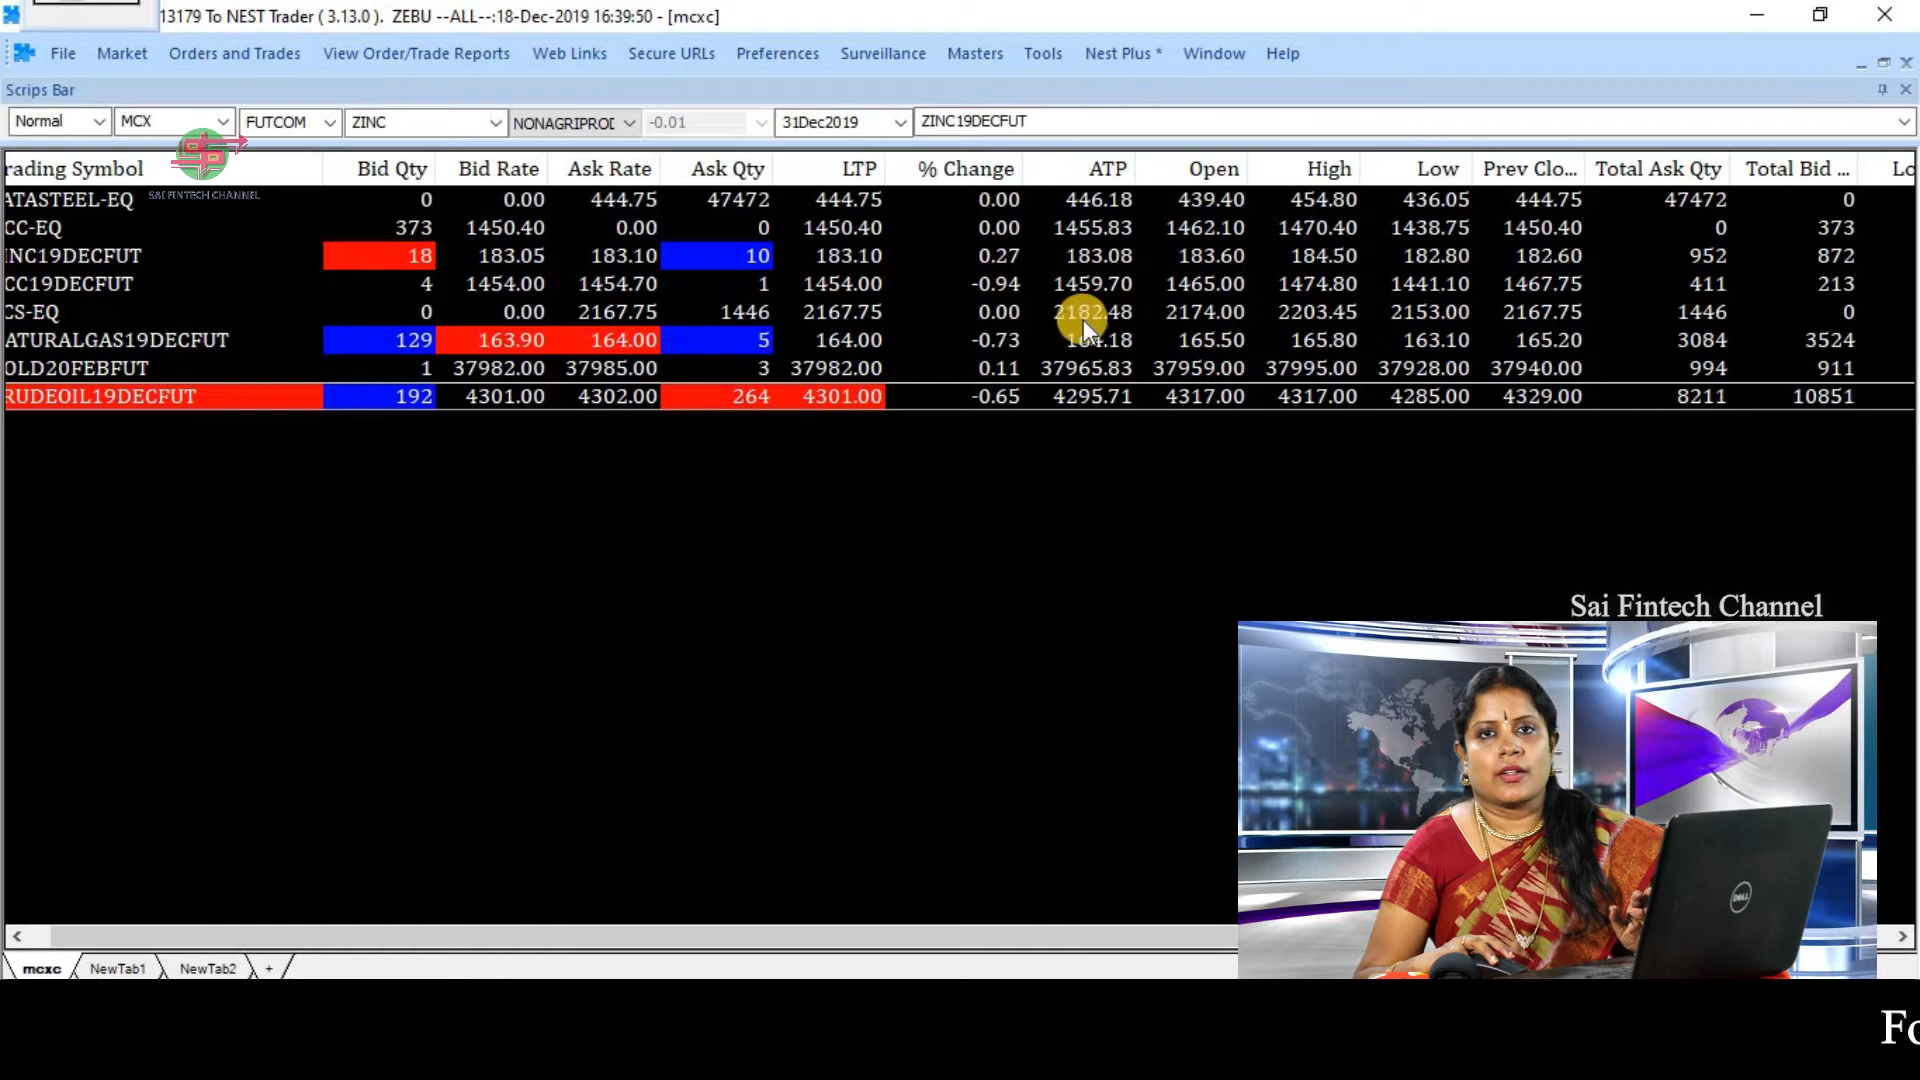 13179 To NEST Trader ( 3.13.0 ). ZEBU --ALL--:18-Dec-2019 16:39:50 - [mcxc]
File Market Orders and Trades View Order/Trade Reports Web Links Secure URLs Preferences Surveillance Masters Tools Nest Plus * Window Help
Scrips Bar
Normal MCX FUTCOM ZINC NONAGRIPROD -0.01 31Dec2019 ZINC19DECFUT
rading Symbol Bid Qty Bid Rate Ask Rate Ask Qty LTP % Change ATP Open High Low Prev Clo... Total Ask Qty Total Bid ... Lo
SAI FINTECH CHANNEL
ATASTEEL-EQ 0 0.00 444.75 47472 444.75 0.00 446.18 439.40 454.80 436.05 444.75 47472 0
CC-EQ 373 1450.40 0.00 0 1450.40 0.00 1455.83 1462.10 1470.40 1438.75 1450.40 0 373
INC19DECFUT 18 183.05 183.10 10 183.10 0.27 183.08 183.60 184.50 182.80 182.60 952 872
CC19DECFUT 4 1454.00 1454.70 1 1454.00 -0.94 1459.70 1465.00 1474.80 1441.10 1467.75 411 213
CS-EQ 0 0.00 2167.75 1446 2167.75 0.00 2182.48 2174.00 2203.45 2153.00 2167.75 1446 0
ATURALGAS19DECFUT 129 163.90 164.00 5 164.00 -0.73 164.18 165.50 165.80 163.10 165.20 3084 3524
OLD20FEBFUT 1 37982.00 37985.00 3 37982.00 0.11 37965.83 37959.00 37995.00 37928.00 37940.00 994 911
RUDEOIL19DECFUT 192 4301.00 4302.00 264 4301.00 -0.65 4295.71 4317.00 4317.00 4285.00 4329.00 8211 10851
Sai Fintech Channel
DELL
mcxc NewTab1 NewTab2 +
Fo